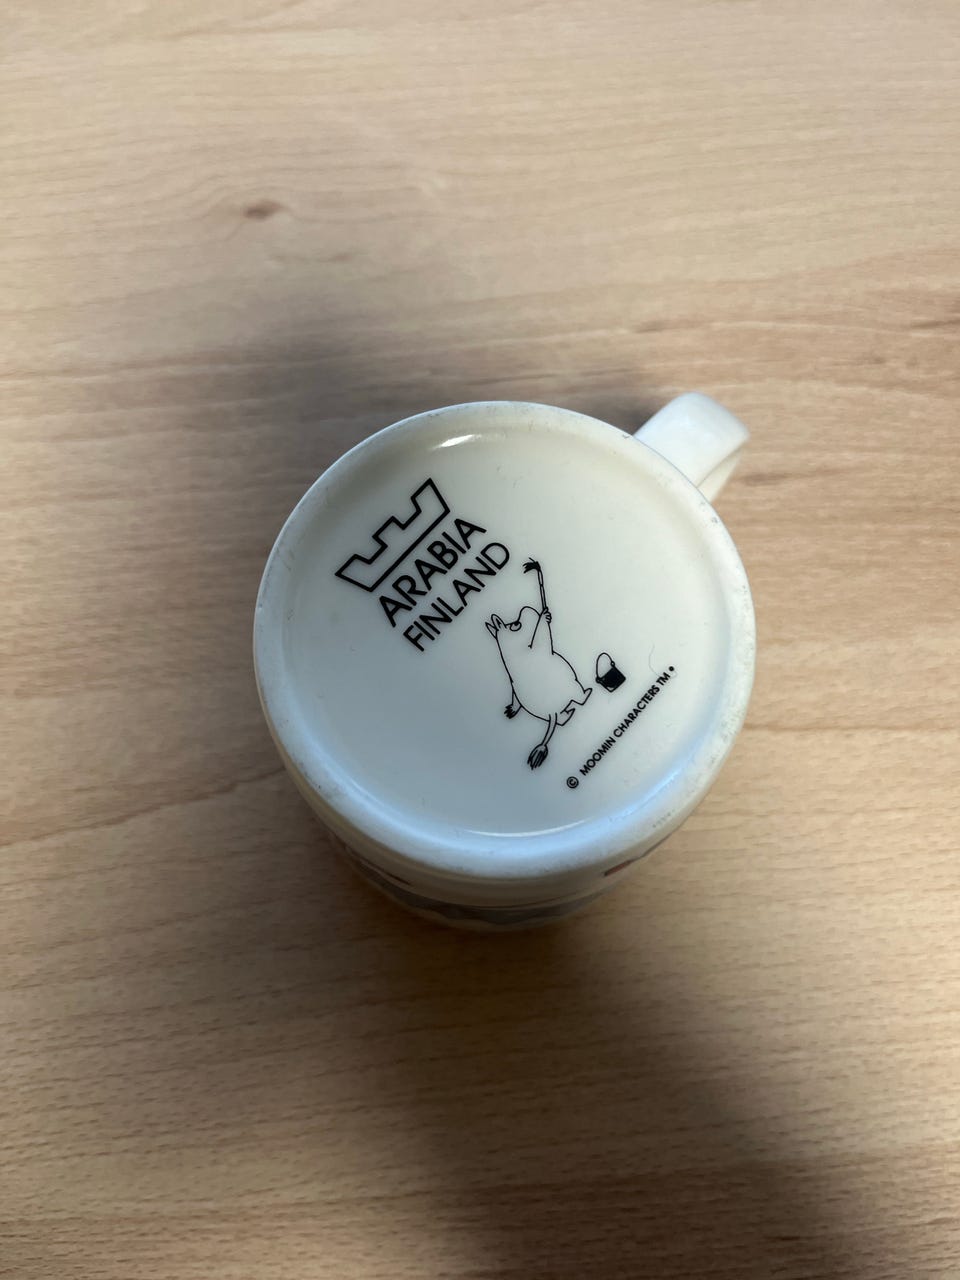 ARABIA
FINLAND
© MOOMIN CHARACTERS TM •